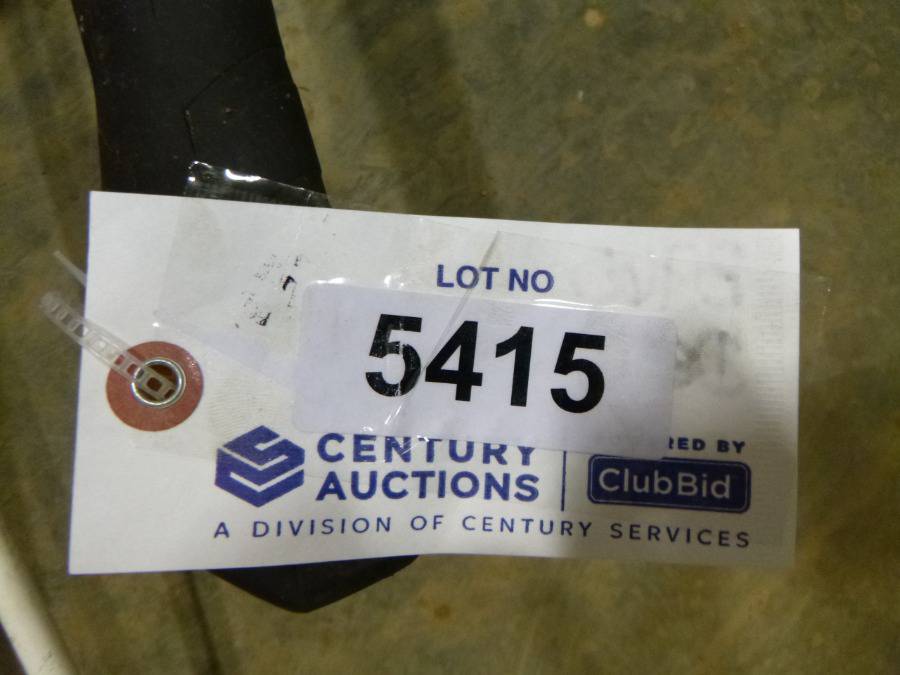 LOT NO
5415
CENTURY
AUCTIONS
RED BY
ClubBid
A DIVISION OF CENTURY SERVICES